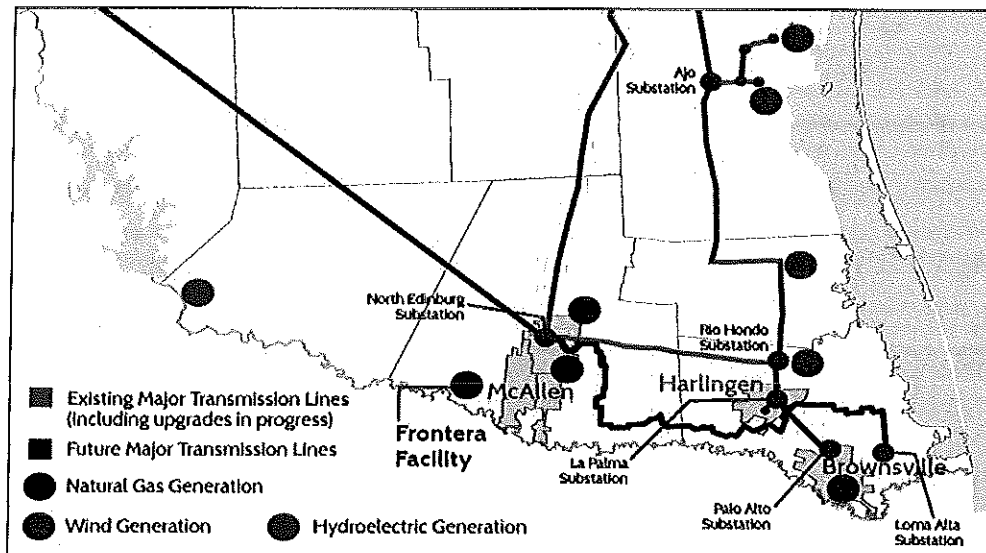 Ajo
Substation
North Edinburg
Substation
Rio Hondo
Substation
McAllen
Harlingen
Existing Major Transmission Lines
(Including upgrades in progress)
Frontera
Facility
Future Major Transmission Lines
La Palma
Substation
Brownsville
Natural Gas Generation
Palo Alto
Substation
Loma Alta
Substation
Wind Generation
Hydroelectric Generation